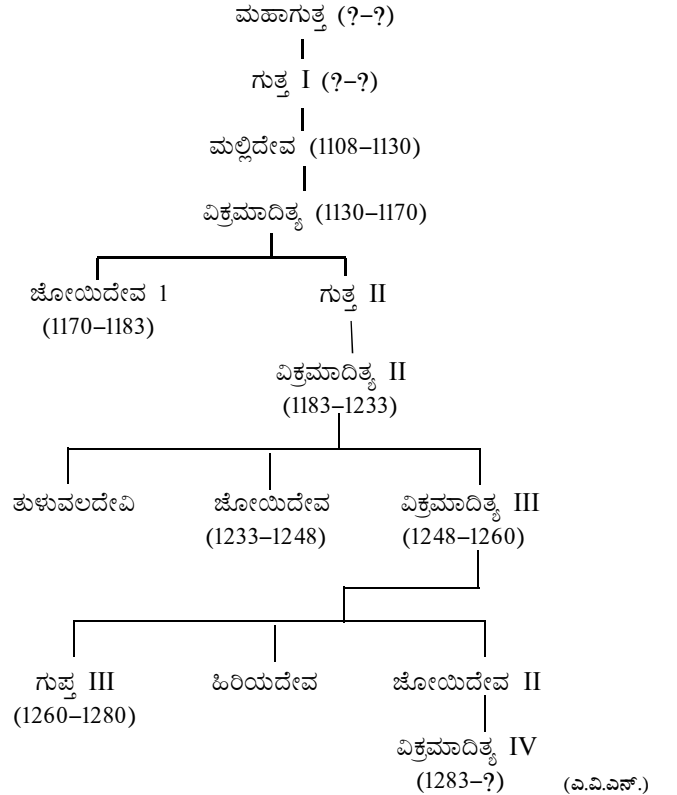 ಮಹಾಗುತ್ತ (?–?)
ಗುತ್ತ I (?–?)
ಮಲ್ಲಿದೇವ (1108–1130)
ವಿಕ್ರಮಾದಿತ್ಯ (1130–1170)
ಜೋಯಿದೇವ 1 ಗುತ್ತ II
(1170–1183)
ವಿಕ್ರಮಾದಿತ್ಯ II
(1183–1233)
ತುಳುವಲದೇವಿ ಜೋಯಿದೇವ ವಿಕ್ರಮಾದಿತ್ಯ III
(1233–1248) (1248–1260)
ಗುಪ್ತ III ಹಿರಿಯದೇವ ಜೋಯಿದೇವ II
(1260–1280)
ವಿಕ್ರಮಾದಿತ್ಯ IV
(1283–?) (ಎ.ವಿ.ಎನ್.)